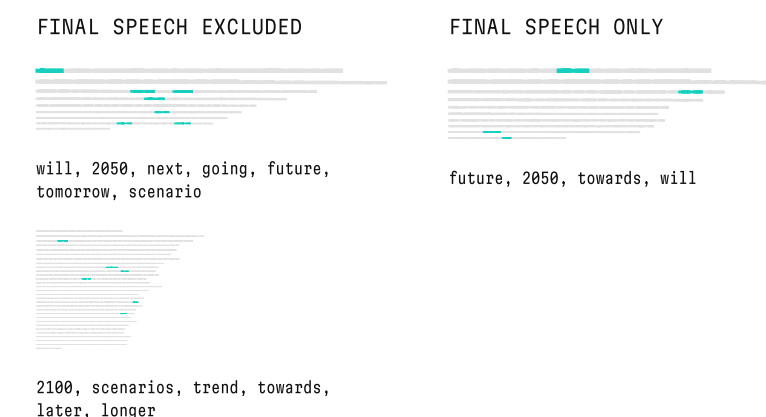 FINAL SPEECH EXCLUDED
will, 2050, next, going, future,
tomorrow, scenario
2100, scenarios, trend, towards,
later, longer
FINAL SPEECH ONLY
future, 2050, towards, will